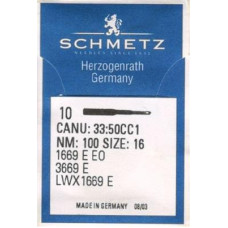 SCHMETZ
Herzogenrath
Germany
10
CANU: 33:50CC1
NM: 100 SIZE: 16
1669 E EO
3669 E
LWX1669 E
MADE IN GERMANY 08/03